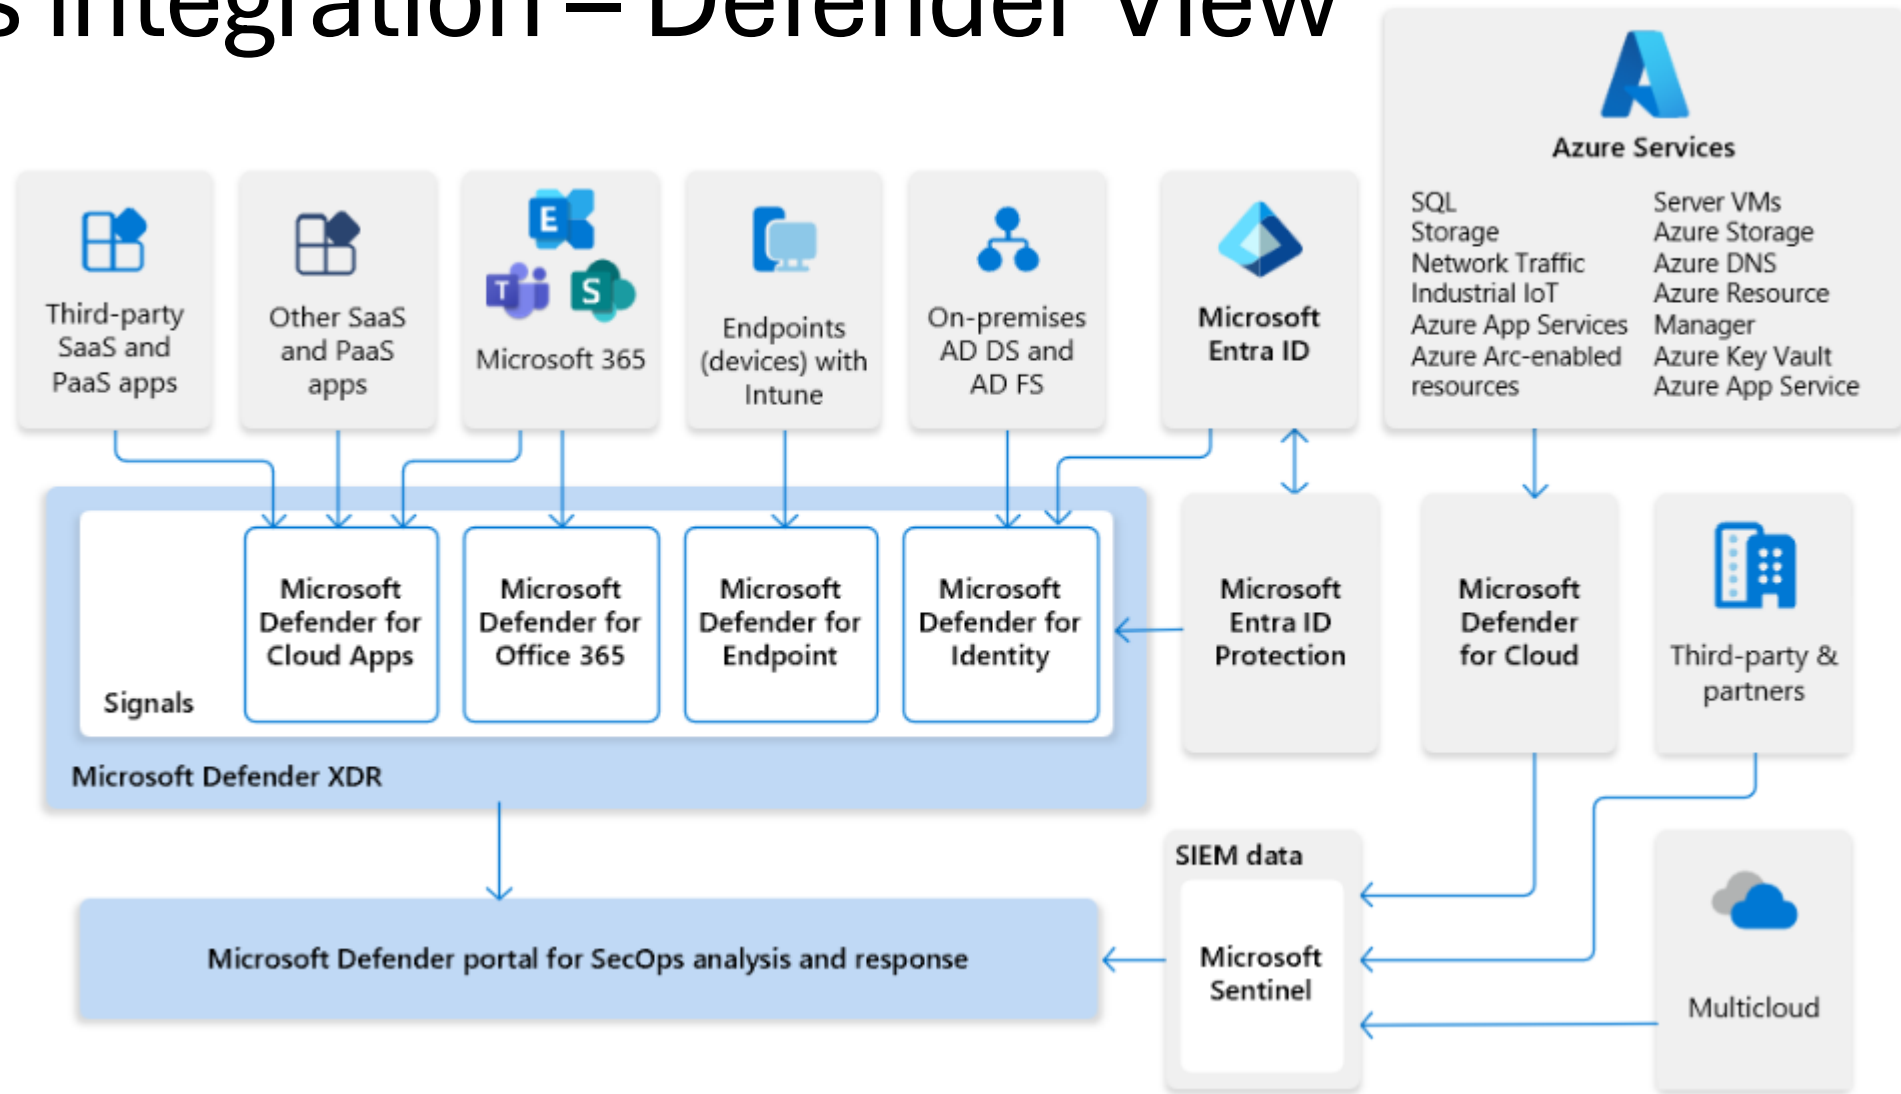 s Integration – Defender View
Azure Services
SQL
Storage
Network Traffic
Industrial IoT
Azure App Services
Azure Arc-enabled
resources
Server VMs
Azure Storage
Azure DNS
Azure Resource
Manager
Azure Key Vault
Azure App Service
Third-party
SaaS and
PaaS apps
Other SaaS
and PaaS
apps
E
T
S
Microsoft 365
Endpoints
(devices) with
Intune
On-premises
AD DS and
AD FS
Microsoft
Entra ID
Signals
Microsoft
Defender for
Cloud Apps
Microsoft
Defender for
Office 365
Microsoft
Defender for
Endpoint
Microsoft
Defender for
Identity
Microsoft Defender XDR
Microsoft
Entra ID
Protection
Microsoft
Defender
for Cloud
Third-party &
partners
Microsoft Defender portal for SecOps analysis and response
SIEM data
Microsoft
Sentinel
Multicloud